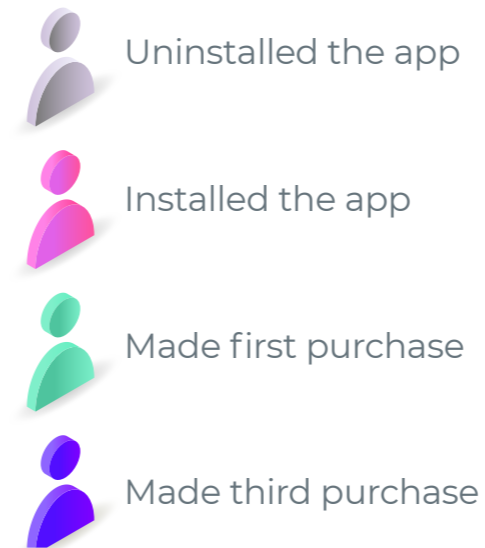 Uninstalled the app
Installed the app
Made first purchase
Made third purchase